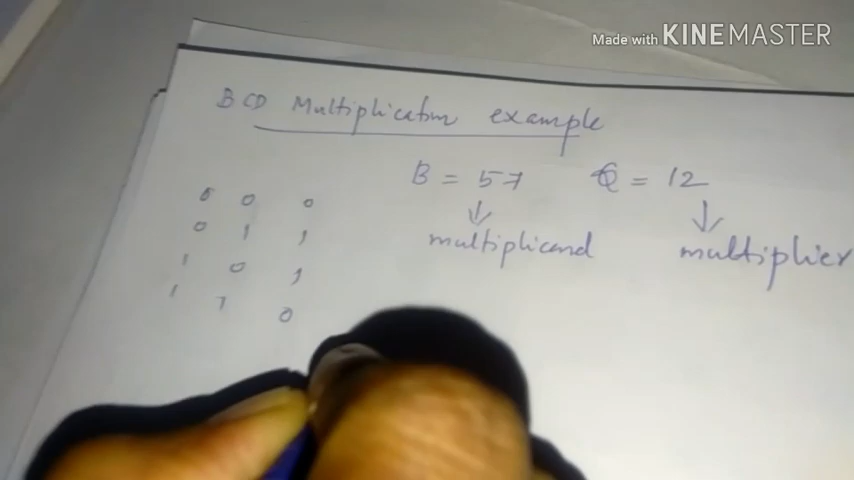 Made with KINEMASTER
BCD Multiplication example
B = 57 Q = 12
multiplicand multiplier
0 0 0
0 1 1
1 0 1
1 1 0